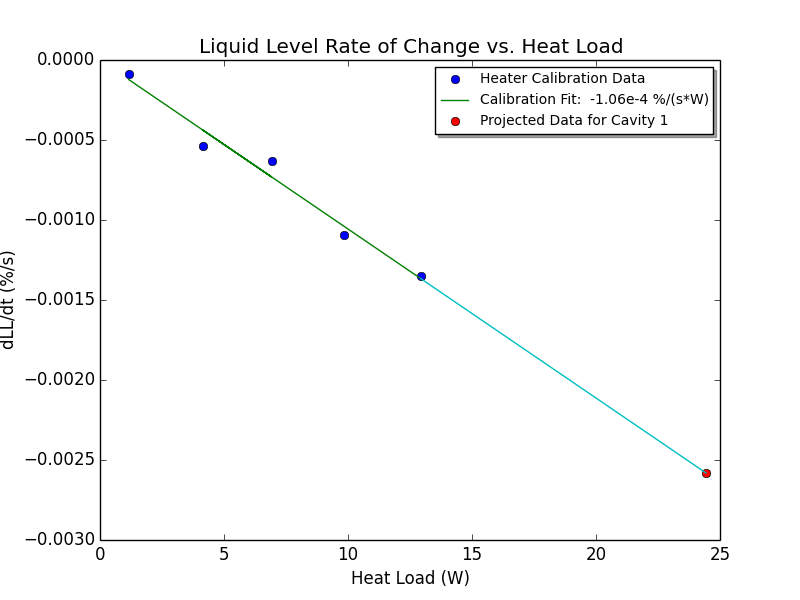 Liquid Level Rate of Change vs. Heat Load
Heater Calibration Data
Calibration Fit:  -1.06e-4 %/(s*W)
Projected Data for Cavity 1
0.0000
−0.0005
−0.0010
−0.0015
−0.0020
−0.0025
−0.0030
dLL/dt (%/s)
0 5 10 15 20 25
Heat Load (W)